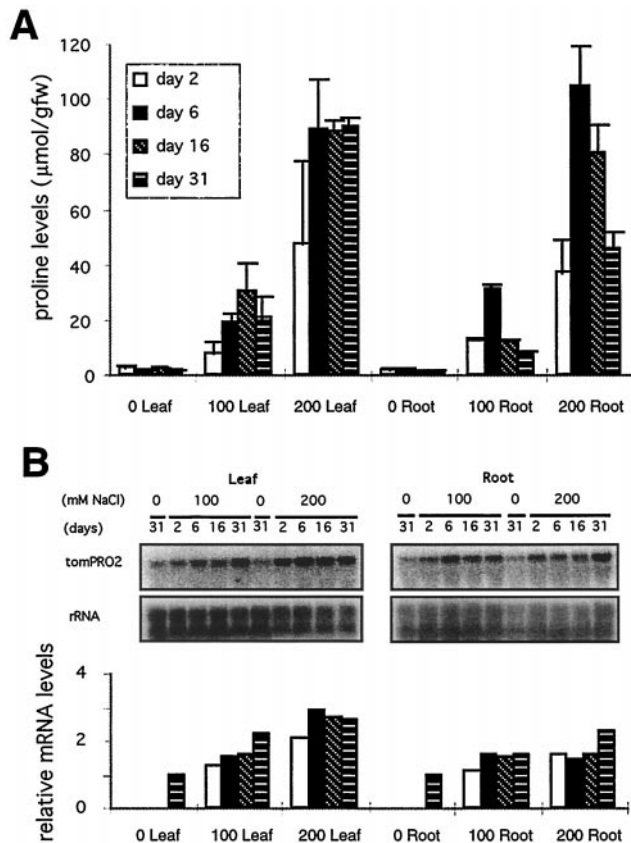 A
proline levels (μmol/gfw)
120
100
80
60
40
20
0
day 2
day 6
day 16
day 31
0 Leaf 100 Leaf 200 Leaf 0 Root 100 Root 200 Root
B
Leaf Root
(mM NaCl) 0 100 0 200 0 100 0 200
(days) 31 2 6 16 31 31 2 6 16 31 31 2 6 16 31 31 2 6 16 31
tomPRO2
rRNA
relative mRNA levels
4
2
0
0 Leaf 100 Leaf 200 Leaf 0 Root 100 Root 200 Root